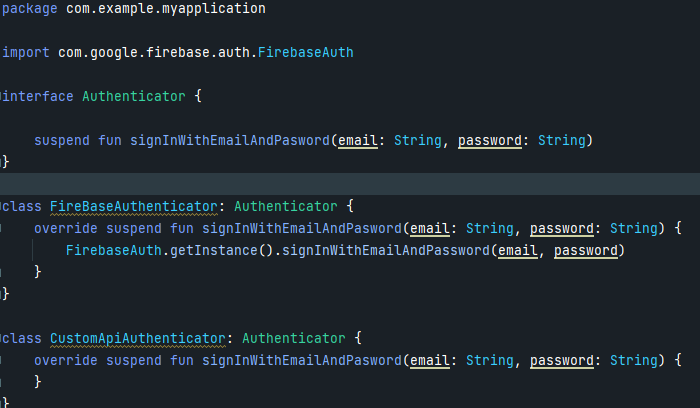 package com.example.myapplication
import com.google.firebase.auth.FirebaseAuth
interface Authenticator {
suspend fun signInWithEmailAndPasword(email: String, password: String)
}
class FireBaseAuthenticator: Authenticator {
override suspend fun signInWithEmailAndPasword(email: String, password: String) {
FirebaseAuth.getInstance().signInWithEmailAndPassword(email, password)
}
}
class CustomApiAuthenticator: Authenticator {
override suspend fun signInWithEmailAndPasword(email: String, password: String) {
}
}